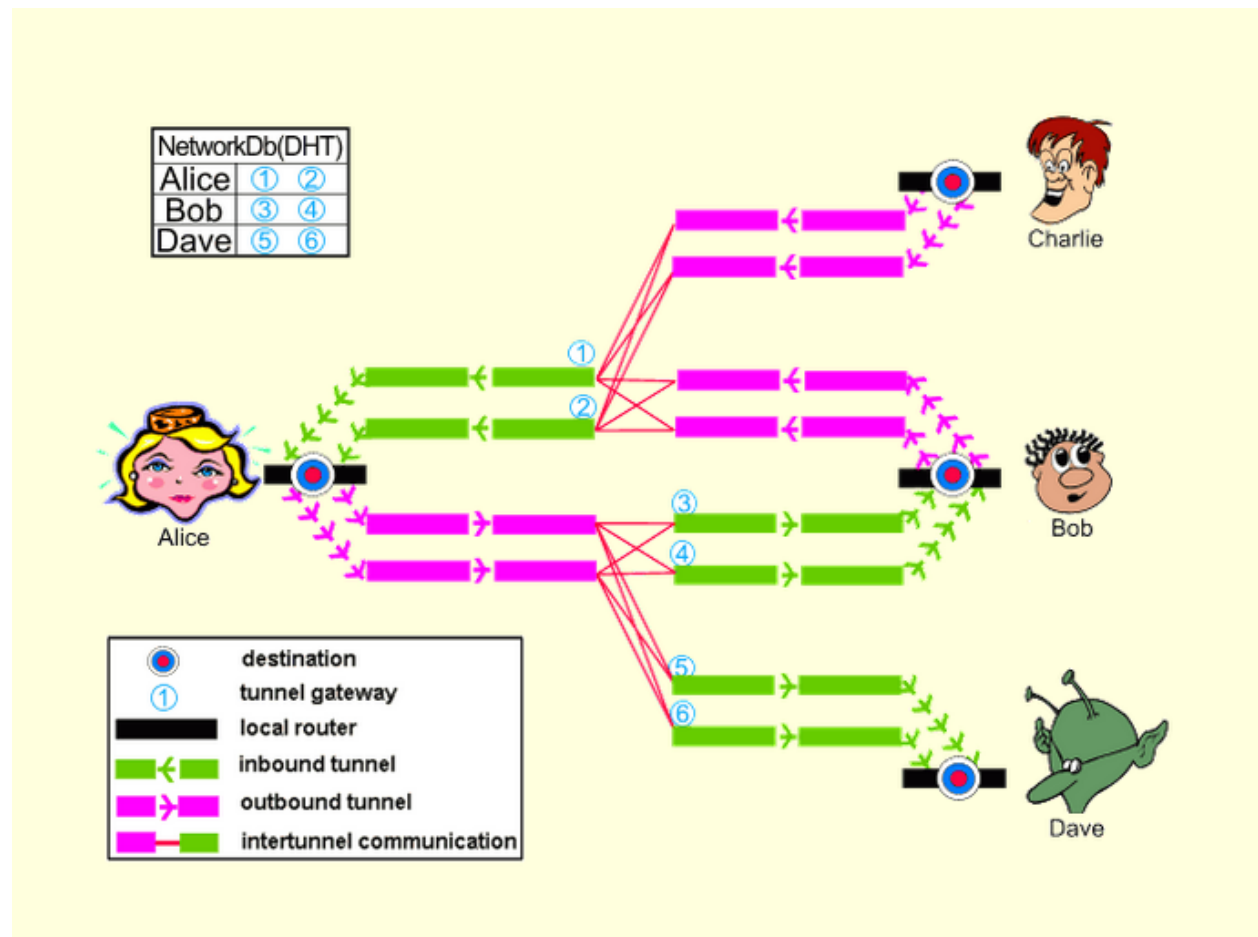 NetworkDb(DHT)
Alice 1 2
Bob 3 4
Dave 5 6
Charlie
1
2
Alice
3
4
Bob
5
6
Dave
destination
1 tunnel gateway
local router
inbound tunnel
outbound tunnel
intertunnel communication